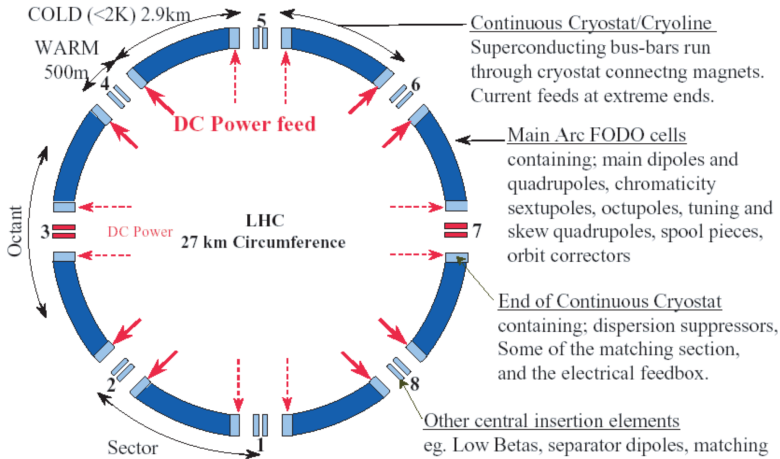 COLD (<2K) 2.9km
WARM
500m
5
4
6
DC Power feed
Continuous Cryostat/Cryoline
Superconducting bus-bars run
through cryostat connectng magnets.
Current feeds at extreme ends.
Main Arc FODO cells
containing; main dipoles and
quadrupoles, chromaticity
sextupoles, octupoles, tuning and
skew quadrupoles, spool pieces,
orbit correctors
Octant
3
DC Power
LHC
27 km Circumference
7
End of Continuous Cryostat
containing; dispersion suppressors,
Some of the matching section,
and the electrical feedbox.
2
8
Sector
1
Other central insertion elements
eg. Low Betas, separator dipoles, matching